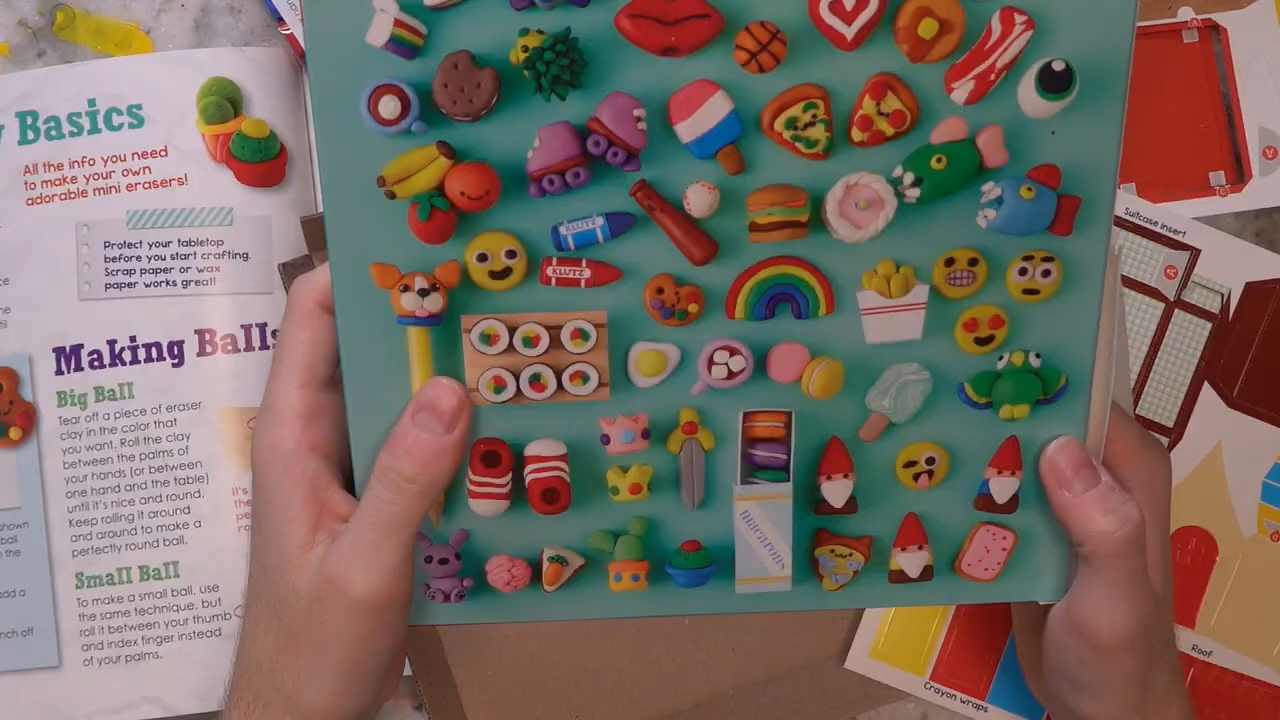 Basics
All the info you need
to make your own
adorable mini erasers!
Protect your tabletop
before you start crafting.
Scrap paper or wax
paper works great!
Making Balls
Big Ball
Tear off a piece of eraser
clay in the color that
you want. Roll the clay
between the palms of
your hands (or between
one hand and the table)
until it's nice and round.
Keep rolling it around
and around to make a
perfectly round ball.
Small Ball
To make a small ball, use
the same technique, but
roll it between your thumb
and index finger instead
of your palms.
It's
shown
ball
KLUTZ
KLUTZ
macarons
Suitcase Insert
A
A
Roof
Crayon wraps